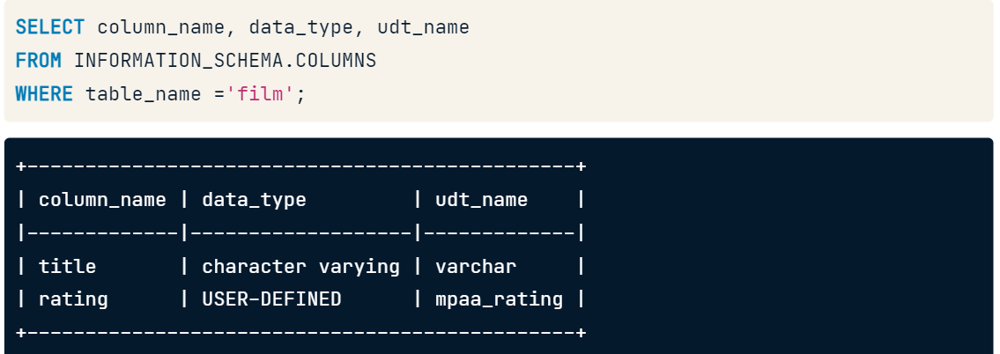 SELECT column_name, data_type, udt_name
FROM INFORMATION_SCHEMA.COLUMNS
WHERE table_name ='film';
+-----------------------------------------------+
| column_name | data_type         | udt_name    |
|-------------|-------------------|-------------|
| title       | character varying | varchar     |
| rating      | USER-DEFINED      | mpaa_rating |
+-----------------------------------------------+